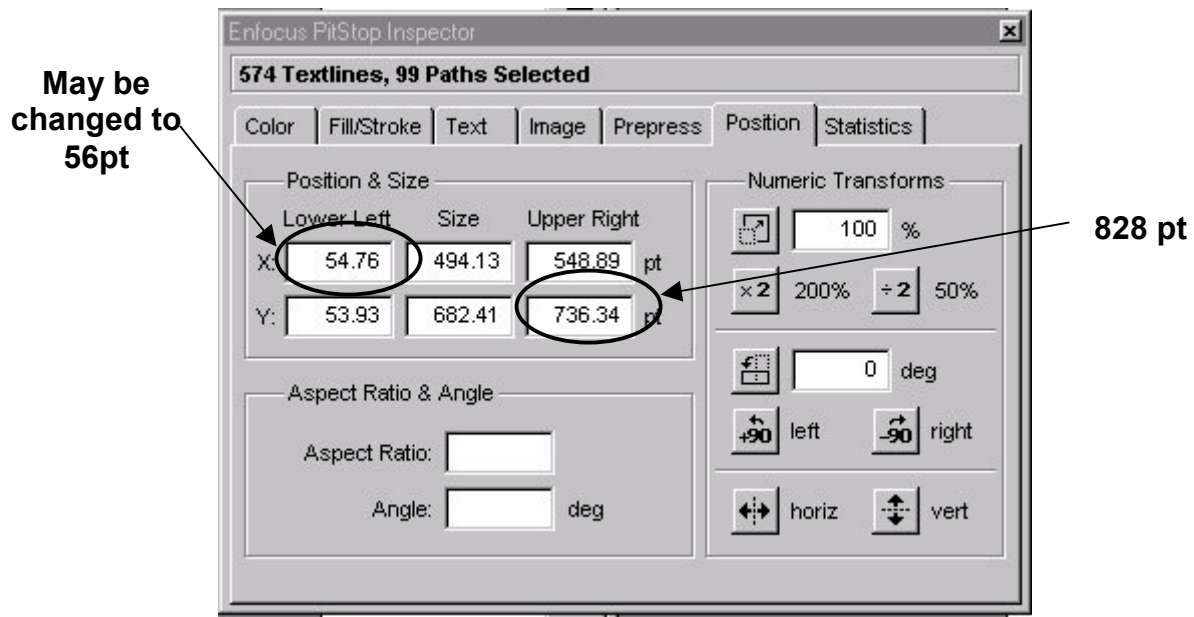 Enfocus PitStop Inspector
574 Textlines, 99 Paths Selected
May be
changed to
56pt
Color Fill/Stroke Text Image Prepress Position Statistics
Position & Size
Lower Left Size Upper Right
X: 54.76 494.13 548.89 pt
Y: 53.93 682.41 736.34 pt
Aspect Ratio & Angle
Aspect Ratio:
Angle: deg
Numeric Transforms
100 %
×2 200% ÷2 50%
0 deg
+90 left -90 right
horiz vert
828 pt